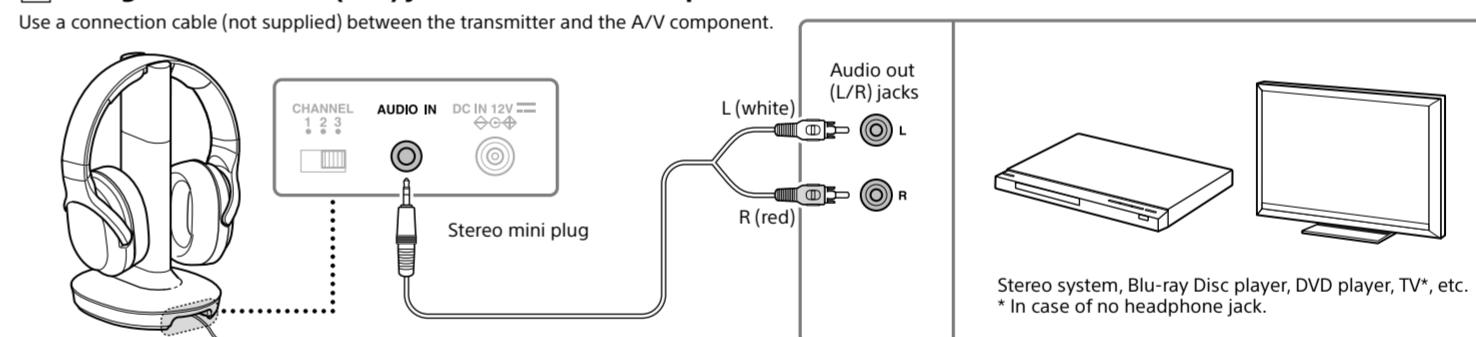 Use a connection cable (not supplied) between the transmitter and the A/V component.
CHANNEL
1 2 3
AUDIO IN
DC IN 12V
Stereo mini plug
L (white)
R (red)
Audio out
(L/R) jacks
L
R
Stereo system, Blu-ray Disc player, DVD player, TV*, etc.
* In case of no headphone jack.